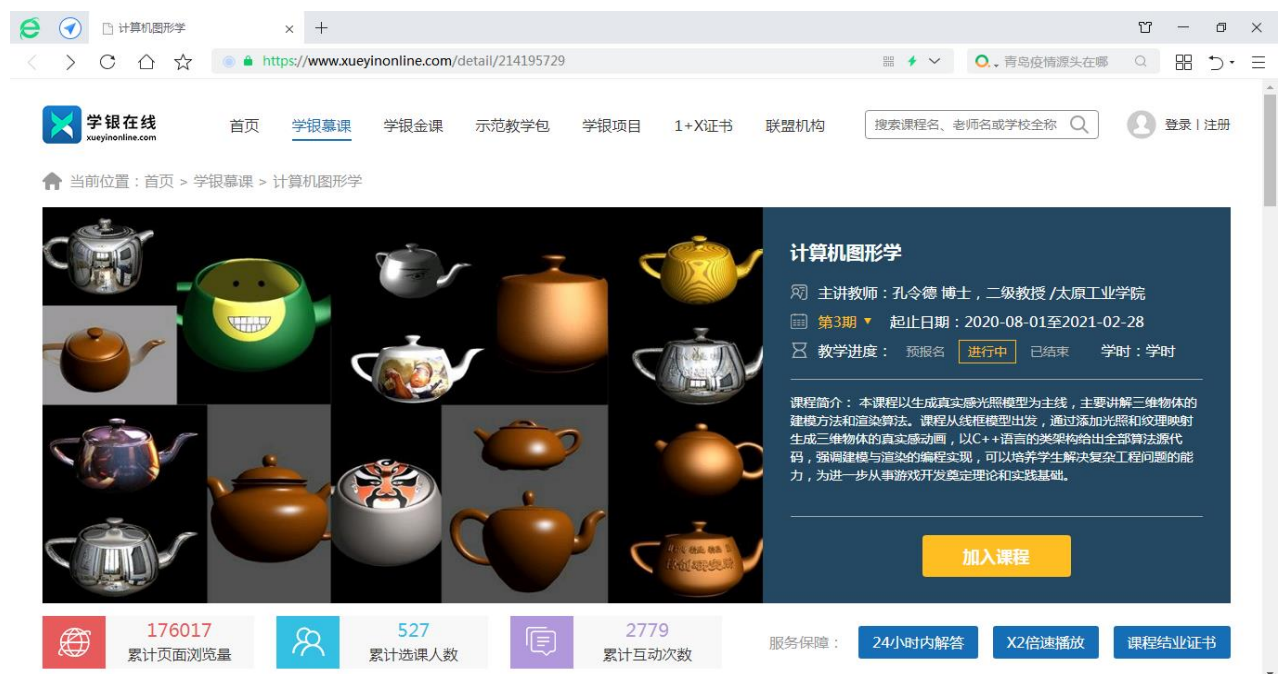 计算机图形学
https://www.xueyinonline.com/detail/214195729
青岛疫情源头在哪
学银在线
xueyinonline.com
首页 学银慕课 学银金课 示范教学包 学银项目 1+X证书 联盟机构
搜索课程名、老师名或学校全称
登录 | 注册
当前位置：首页 > 学银慕课 > 计算机图形学
计算机图形学
主讲教师：孔令德 博士，二级教授 /太原工业学院
第3期 起止日期：2020-08-01至2021-02-28
教学进度： 预报名 进行中 已结束 学时：学时
课程简介： 本课程以生成真实感光照模型为主线，主要讲解三维物体的
建模方法和渲染算法。课程从线框模型出发，通过添加光照和纹理映射
生成三维物体的真实感动画，以C++语言的类架构给出全部算法源代
码，强调建模与渲染的编程实现，可以培养学生解决复杂工程问题的能
力，为进一步从事游戏开发奠定理论和实践基础。
加入课程
176017
累计页面浏览量
527
累计选课人数
2779
累计互动次数
服务保障： 24小时内解答 X2倍速播放 课程结业证书